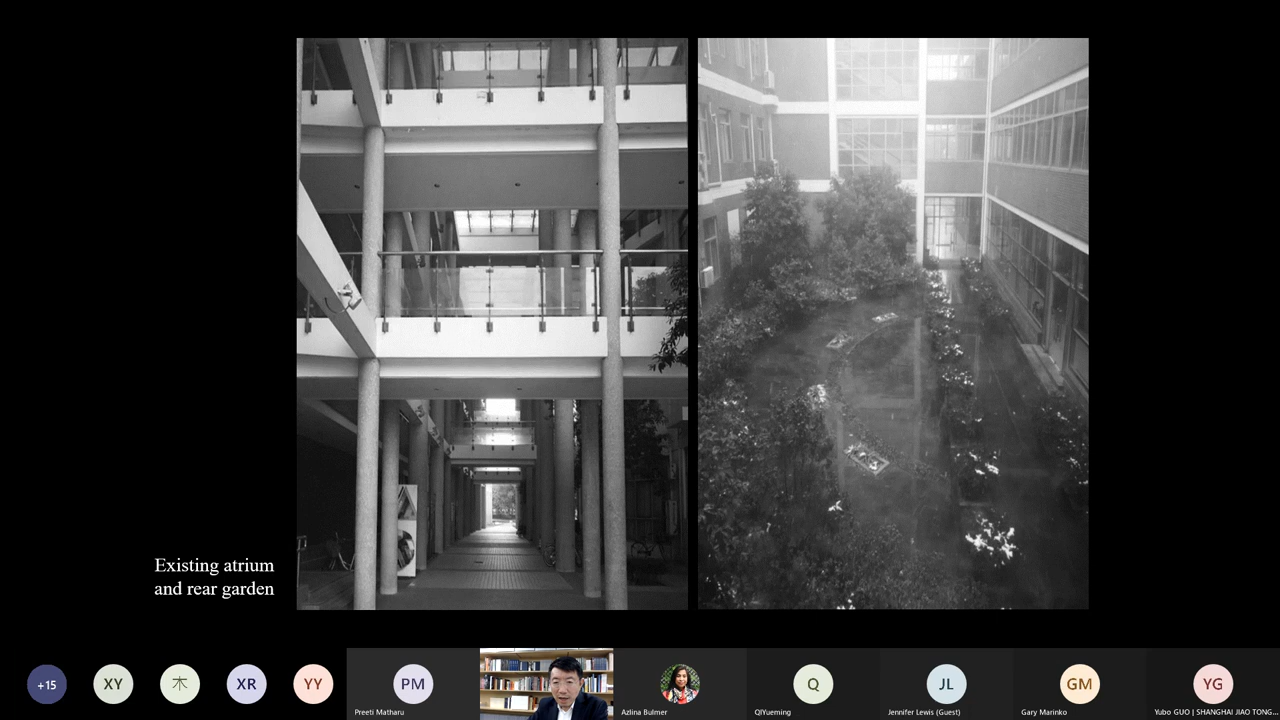 Existing atrium
and rear garden
+15
XY
木
XR
YY
PM
Preeti Matharu
Azlina Bulmer
Q
QIYueming
JL
Jennifer Lewis (Guest)
GM
Gary Marinko
YG
Yubo GUO | SHANGHAI JIAO TONG...